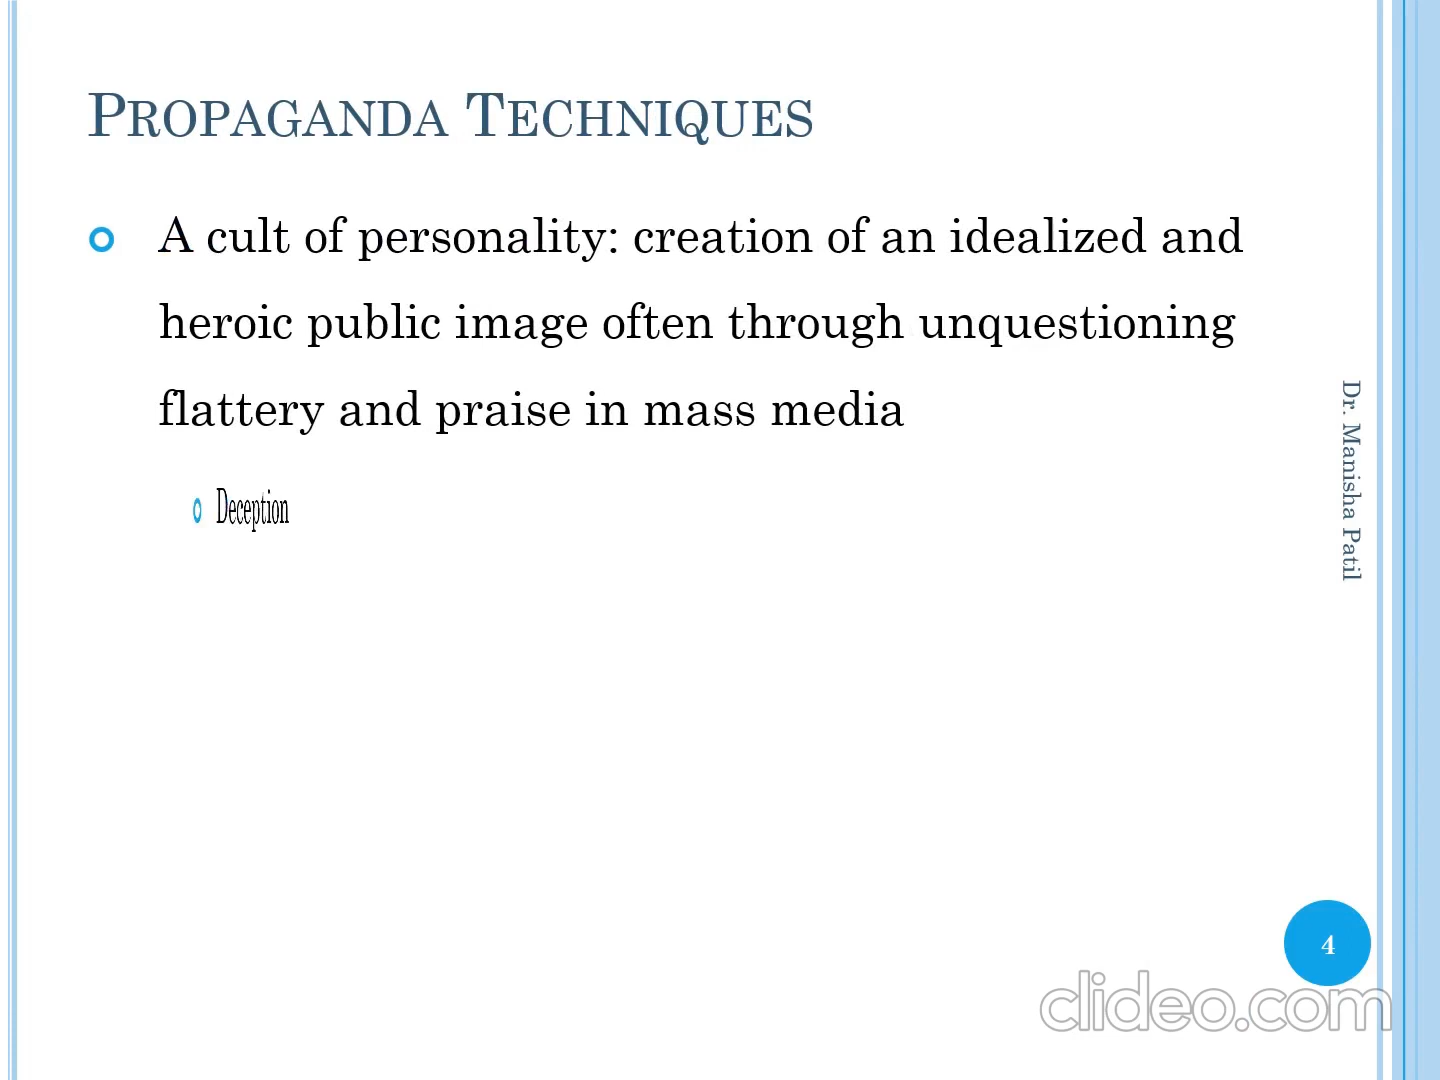 PROPAGANDA TECHNIQUES
A cult of personality: creation of an idealized and
heroic public image often through unquestioning
flattery and praise in mass media
Deception
Dr. Manisha Patil
4
clideo.com